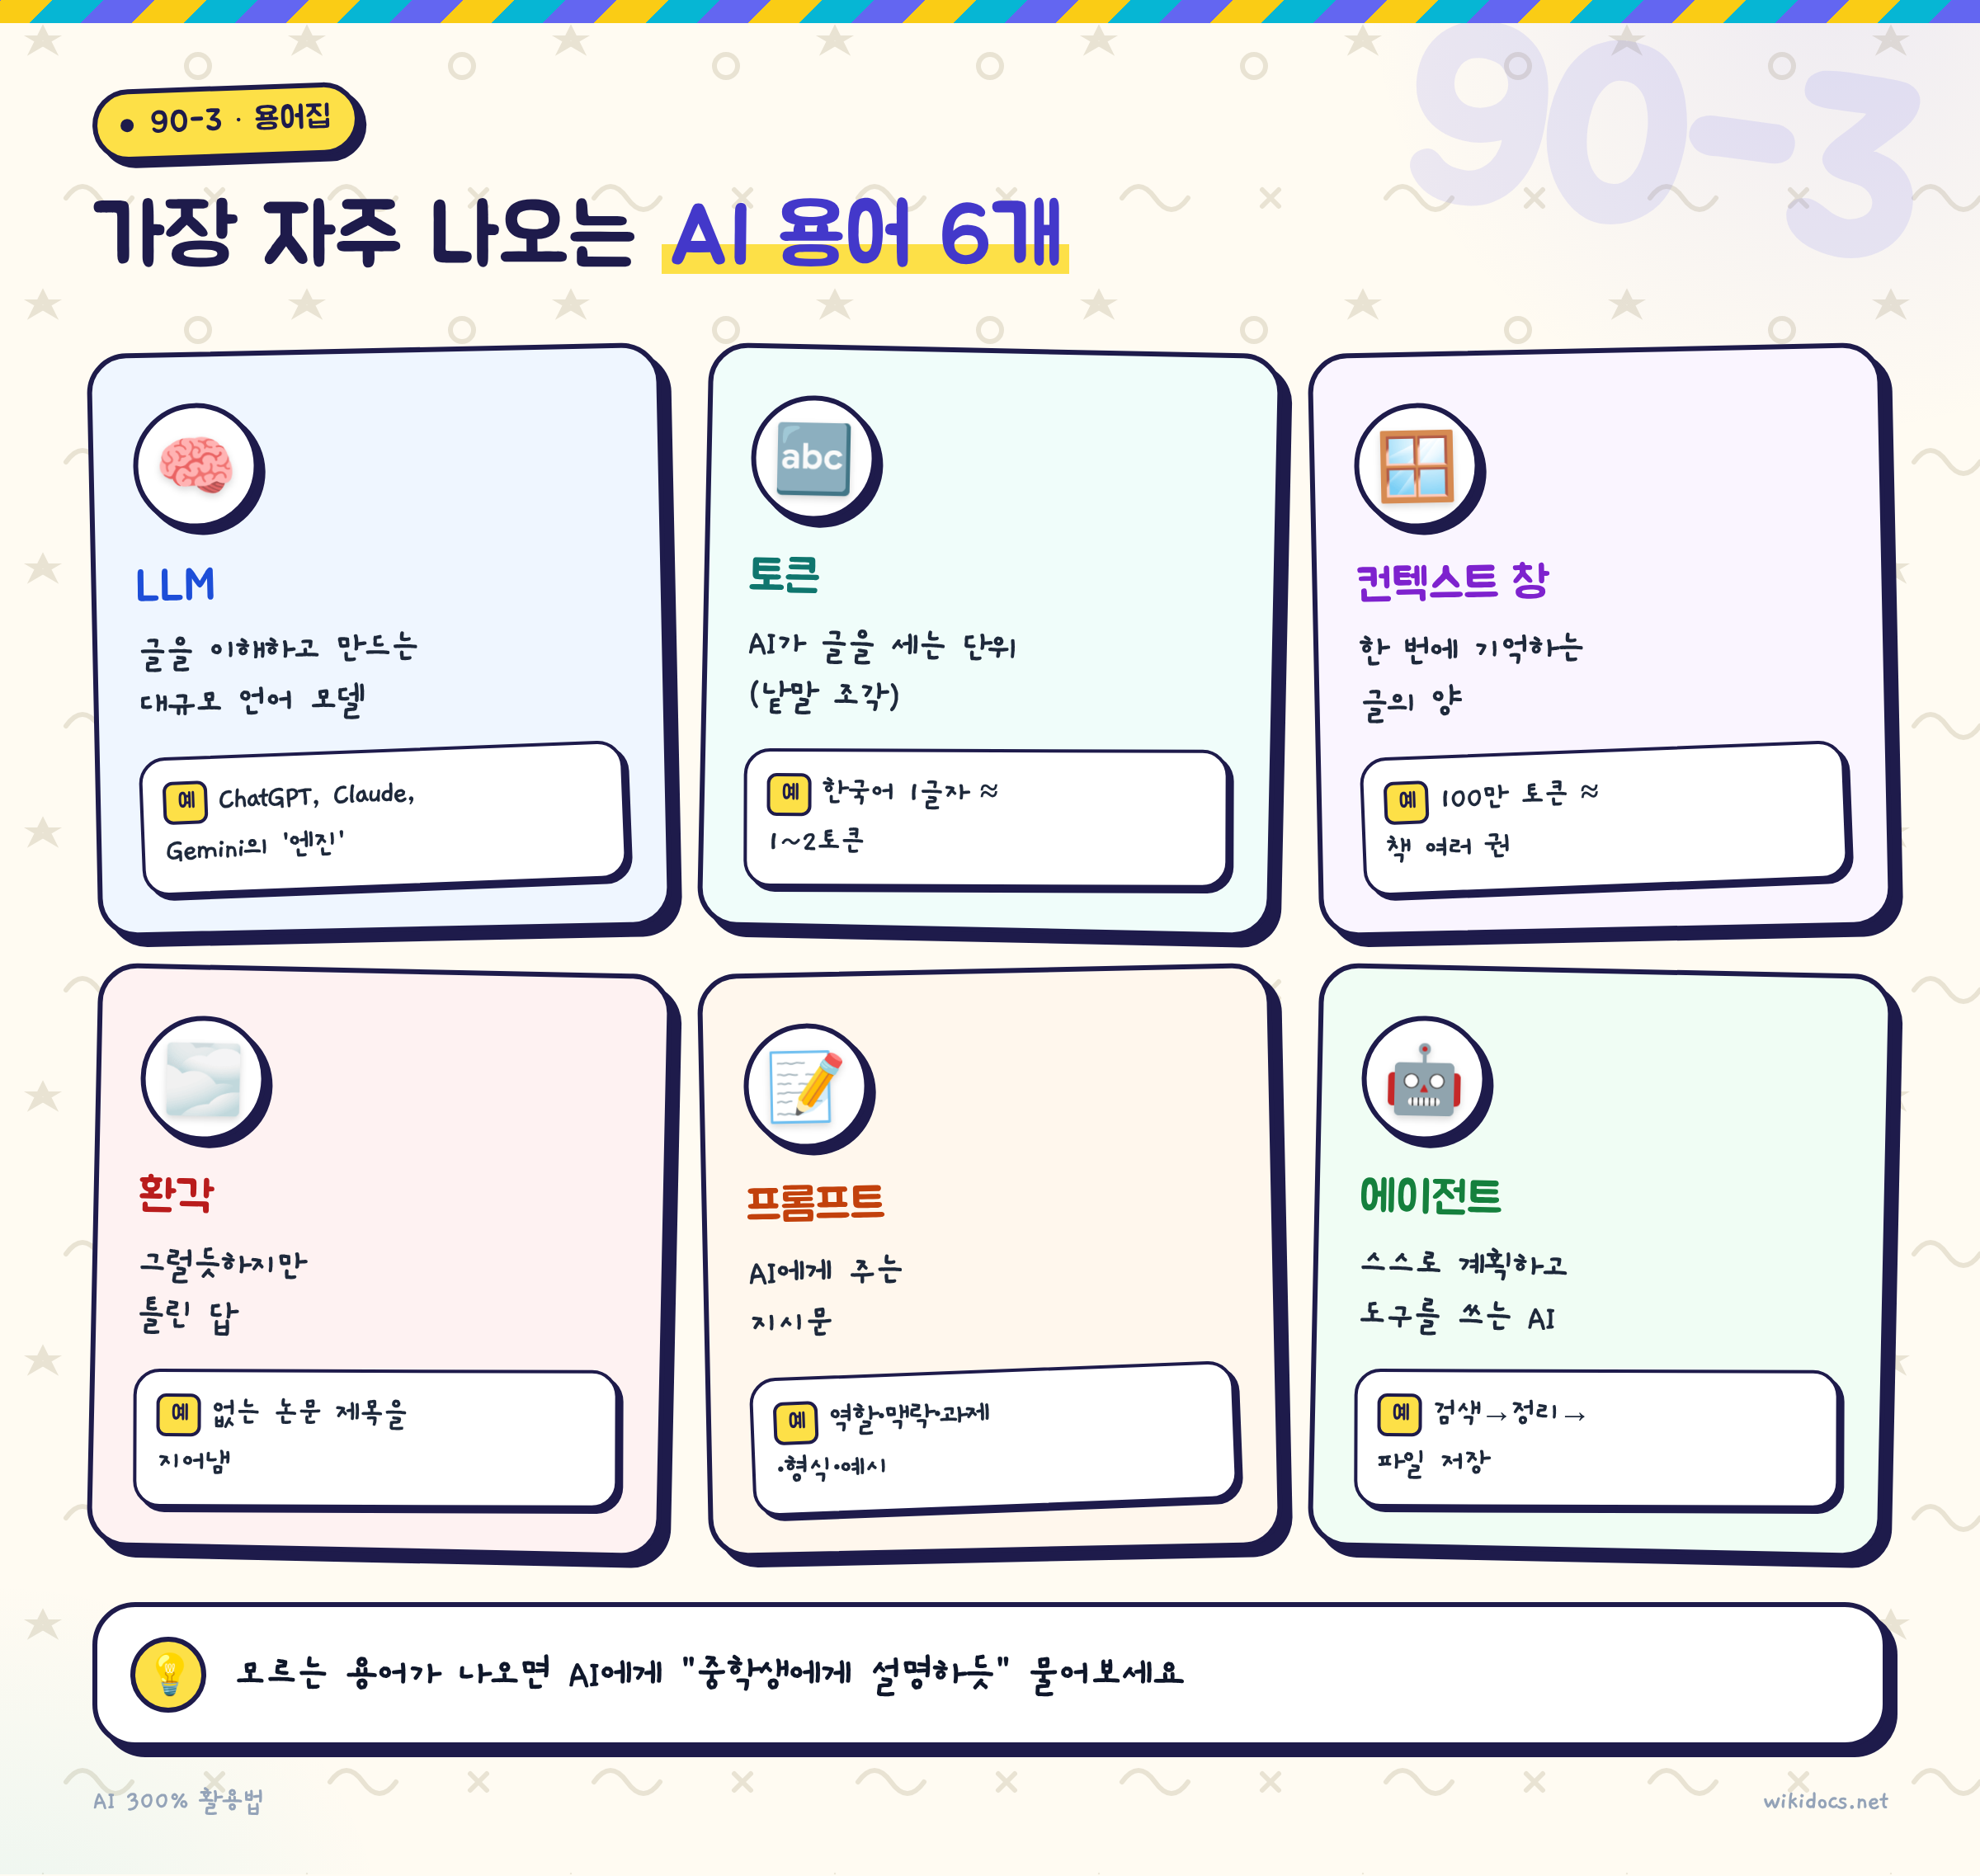 90-3
90-3 · 용어집
가장 자주 나오는 AI 용어 6개
abc
LLM
글을 이해하고 만드는
대규모 언어 모델
예 ChatGPT, Claude,
Gemini의 '엔진'
토큰
AI가 글을 세는 단위
(낱말 조각)
예 한국어 1글자 ≈
1~2토큰
컨텍스트 창
한 번에 기억하는
글의 양
예 100만 토큰 ≈
책 여러 권
환각
그럴듯하지만
틀린 답
예 없는 논문 제목을
지어냄
프롬프트
AI에게 주는
지시문
예 역할·맥락·과제
·형식·예시
에이전트
스스로 계획하고
도구를 쓰는 AI
예 검색→정리→
파일 저장
모르는 용어가 나오면 AI에게 "중학생에게 설명하듯" 물어보세요
AI 300% 활용법
wikidocs.net